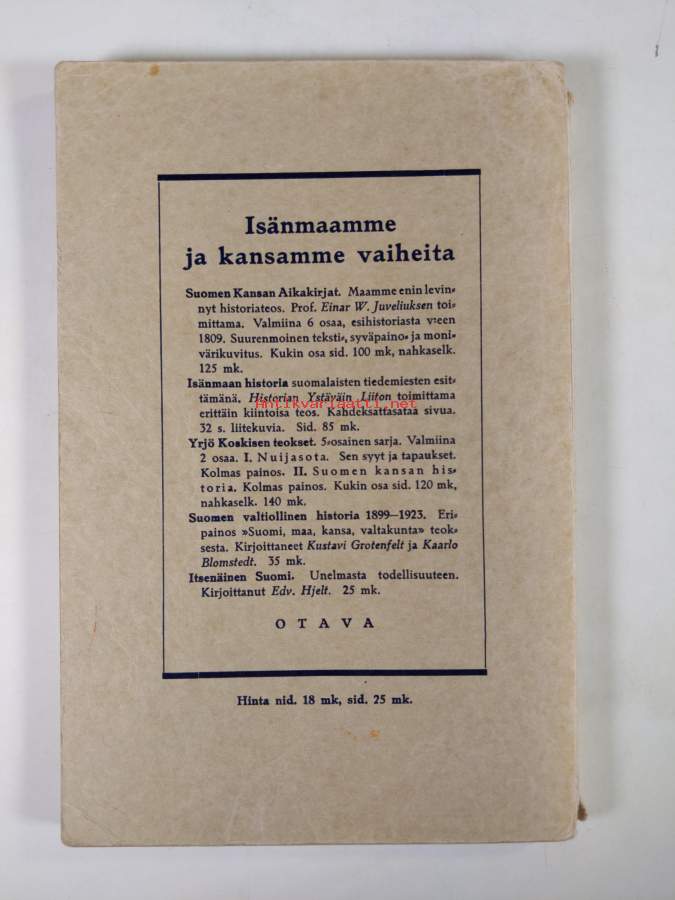 Isänmaamme
ja kansamme vaiheita
Suomen Kansan Aikakirjat. Maamme enin levin-
nyt historiateos. Prof. Einar W. Juveliuksen toi-
mittama. Valmiina 6 osaa, esihistoriasta v:een
1809. Suurenmoinen teksti-, syväpaino- ja moni-
värikuvitus. Kukin osa sid. 100 mk, nahkaselk.
125 mk.
Isänmaan historia suomalaisten tiedemiesten esit-
tämänä. Historian Ystäväin Liiton toimittama
Antikvariaatti.net
erittäin kiintoisa teos. Kahdeksattasataa sivua.
32 s. liitekuvia. Sid. 85 mk.
Yrjö Koskisen teokset. 5-osainen sarja. Valmiina
2 osaa. I. Nuijasota. Sen syyt ja tapaukset.
Kolmas painos. II. Suomen kansan his-
toria. Kolmas painos. Kukin osa sid. 120 mk,
nahkaselk. 140 mk.
Suomen valtiollinen historia 1899–1923. Eri-
painos »Suomi, maa, kansa, valtakunta» teok-
sesta. Kirjoittaneet Kustavi Grotenfelt ja Kaarlo
Blomstedt. 35 mk.
Itsenäinen Suomi. Unelmasta todellisuuteen.
Kirjoittanut Edv. Hjelt. 25 mk.
OTAVA
Hinta nid. 18 mk, sid. 25 mk.